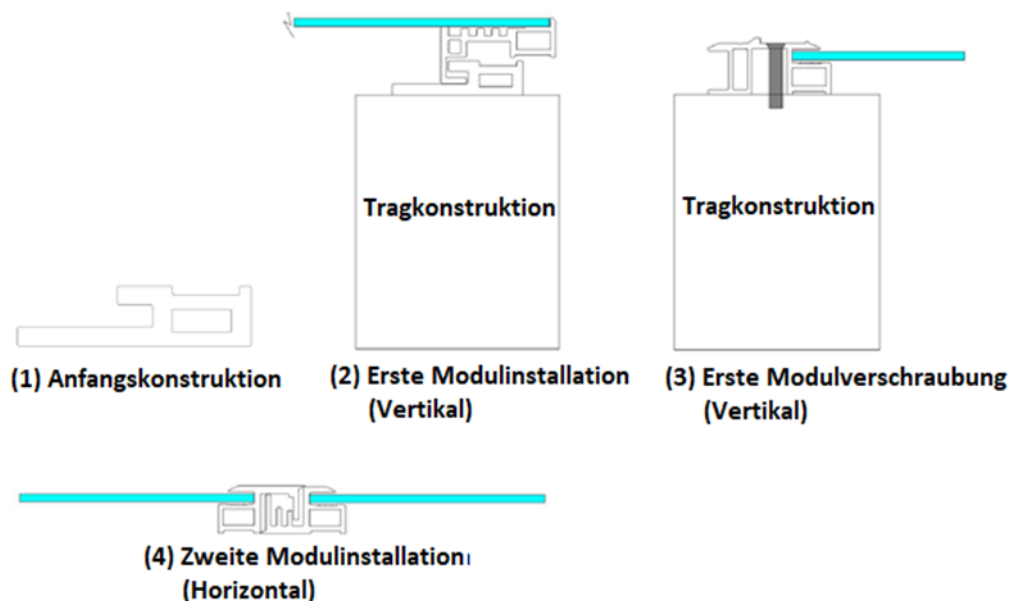 Tragkonstruktion
Tragkonstruktion
(1) Anfangskonstruktion
(2) Erste Modulinstallation
(Vertikal)
(3) Erste Modulverschraubung
(Vertikal)
(4) Zweite Modulinstallation
(Horizontal)